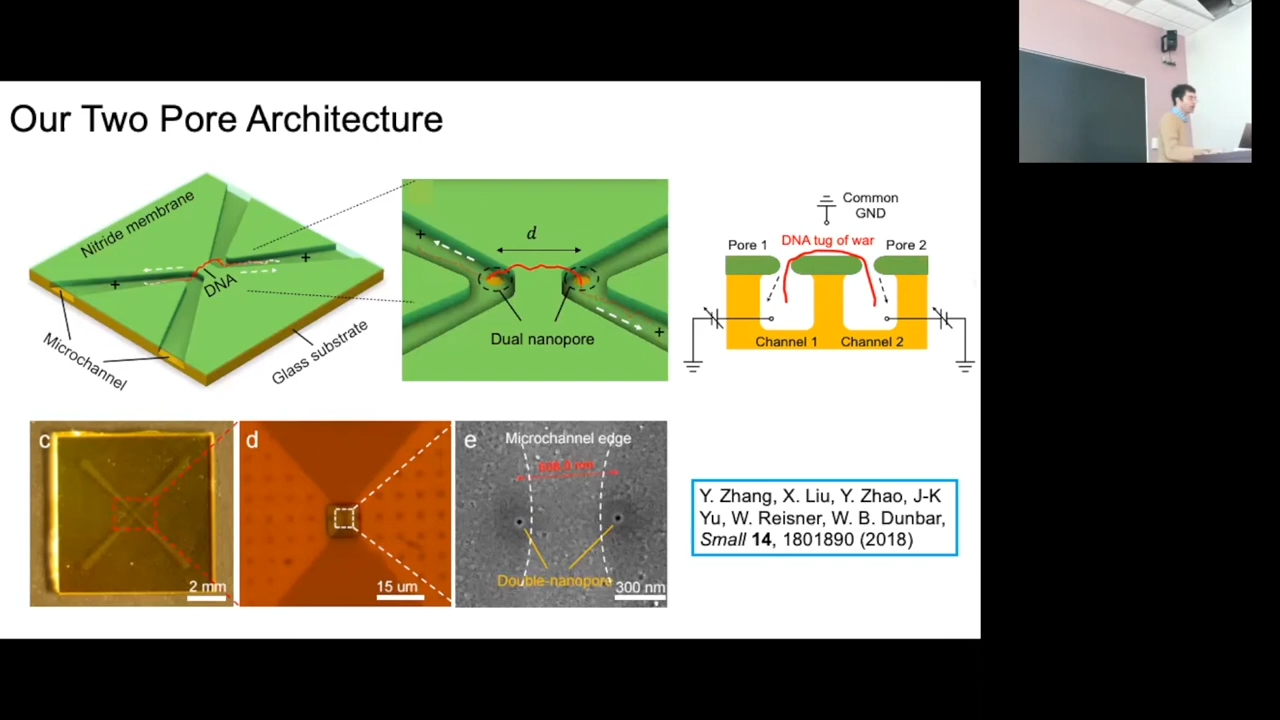 Our Two Pore Architecture
Nitride membrane
+
+
DNA
Microchannel
Glass substrate
+
d
Dual nanopore
+
Common
GND
Pore 1
DNA tug of war
Pore 2
Channel 1
Channel 2
c
2 mm
d
15 um
e
Microchannel edge
Double-nanopore
300 nm
Y. Zhang, X. Liu, Y. Zhao, J-K
Yu, W. Reisner, W. B. Dunbar,
Small 14, 1801890 (2018)